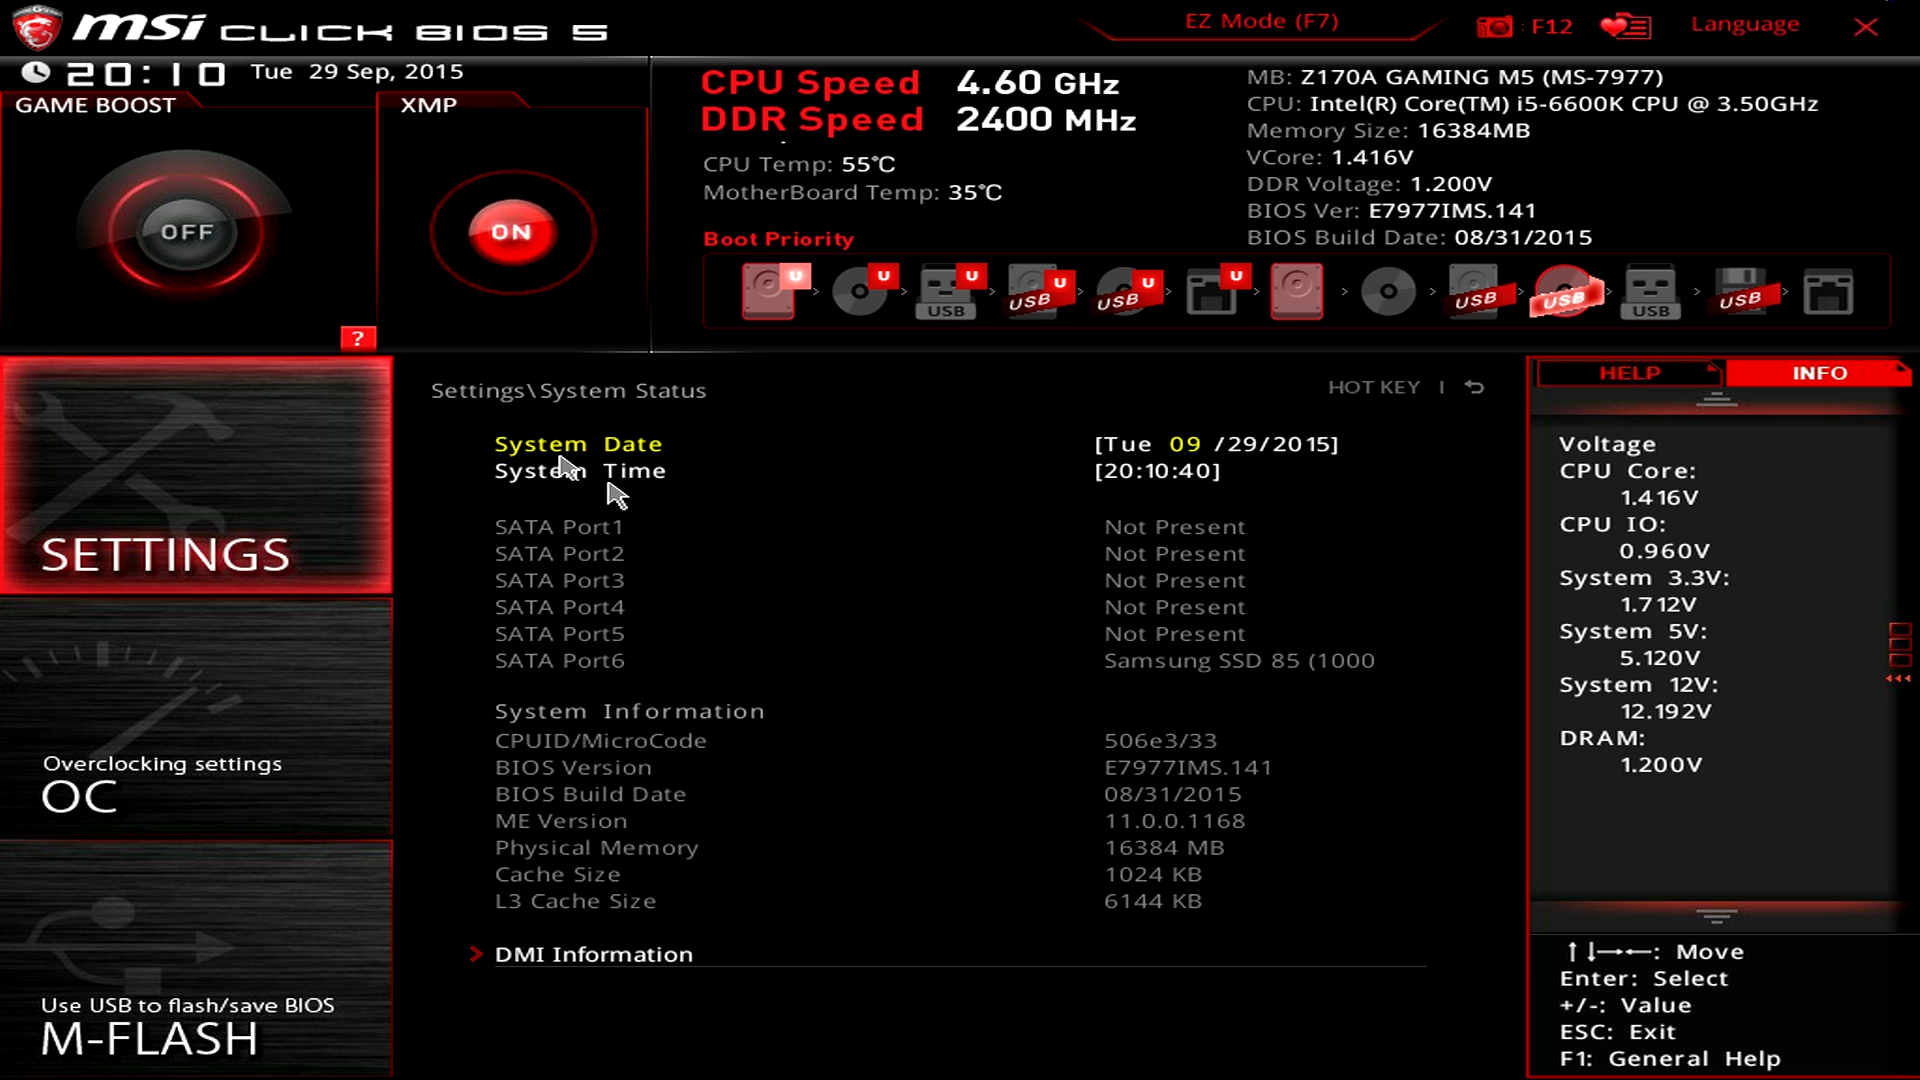 msi CLICK BIOS 5
EZ Mode (F7)
: F12
Language
20:10 Tue 29 Sep, 2015
GAME BOOST
OFF
?
XMP
ON
CPU Speed 4.60 GHz
DDR Speed 2400 MHz
CPU Temp: 55℃
MotherBoard Temp: 35℃
MB: Z170A GAMING M5 (MS-7977)
CPU: Intel(R) Core(TM) i5-6600K CPU @ 3.50GHz
Memory Size: 16384MB
VCore: 1.416V
DDR Voltage: 1.200V
BIOS Ver: E7977IMS.141
BIOS Build Date: 08/31/2015
Boot Priority
U U U U U U
USB USB USB USB USB USB USB
SETTINGS
Overclocking settings
OC
Use USB to flash/save BIOS
M-FLASH
Settings\System Status
HOT KEY |
System Date [Tue 09 /29/2015]
System Time [20:10:40]
SATA Port1 Not Present
SATA Port2 Not Present
SATA Port3 Not Present
SATA Port4 Not Present
SATA Port5 Not Present
SATA Port6 Samsung SSD 85 (1000
System Information
CPUID/MicroCode 506e3/33
BIOS Version E7977IMS.141
BIOS Build Date 08/31/2015
ME Version 11.0.0.1168
Physical Memory 16384 MB
Cache Size 1024 KB
L3 Cache Size 6144 KB
> DMI Information
HELP
INFO
Voltage
CPU Core:
1.416V
CPU IO:
0.960V
System 3.3V:
1.712V
System 5V:
5.120V
System 12V:
12.192V
DRAM:
1.200V
↑↓→←: Move
Enter: Select
+/-: Value
ESC: Exit
F1: General Help